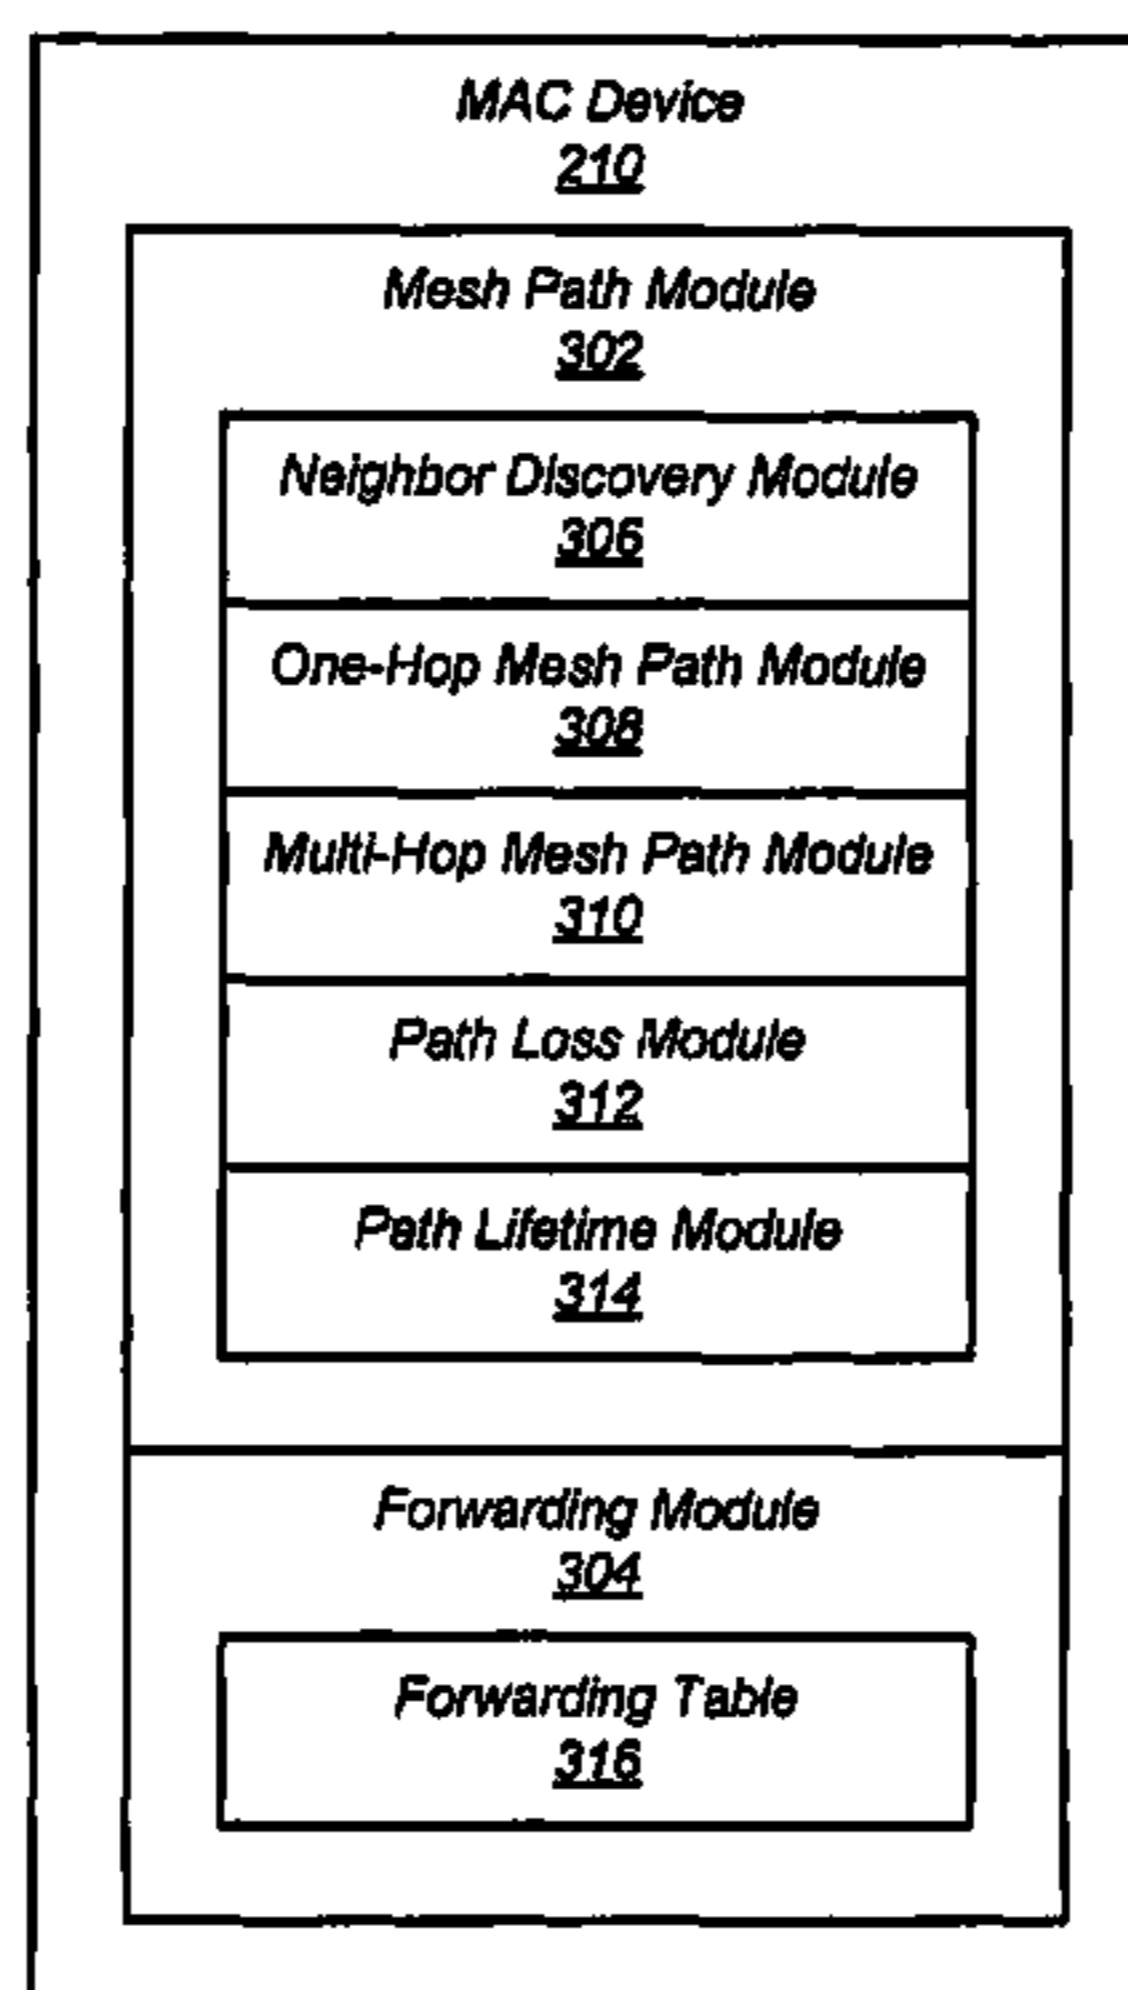 MAC Device
210
Mesh Path Module
302
Neighbor Discovery Module
306
One-Hop Mesh Path Module
308
Multi-Hop Mesh Path Module
310
Path Loss Module
312
Path Lifetime Module
314
Forwarding Module
304
Forwarding Table
316